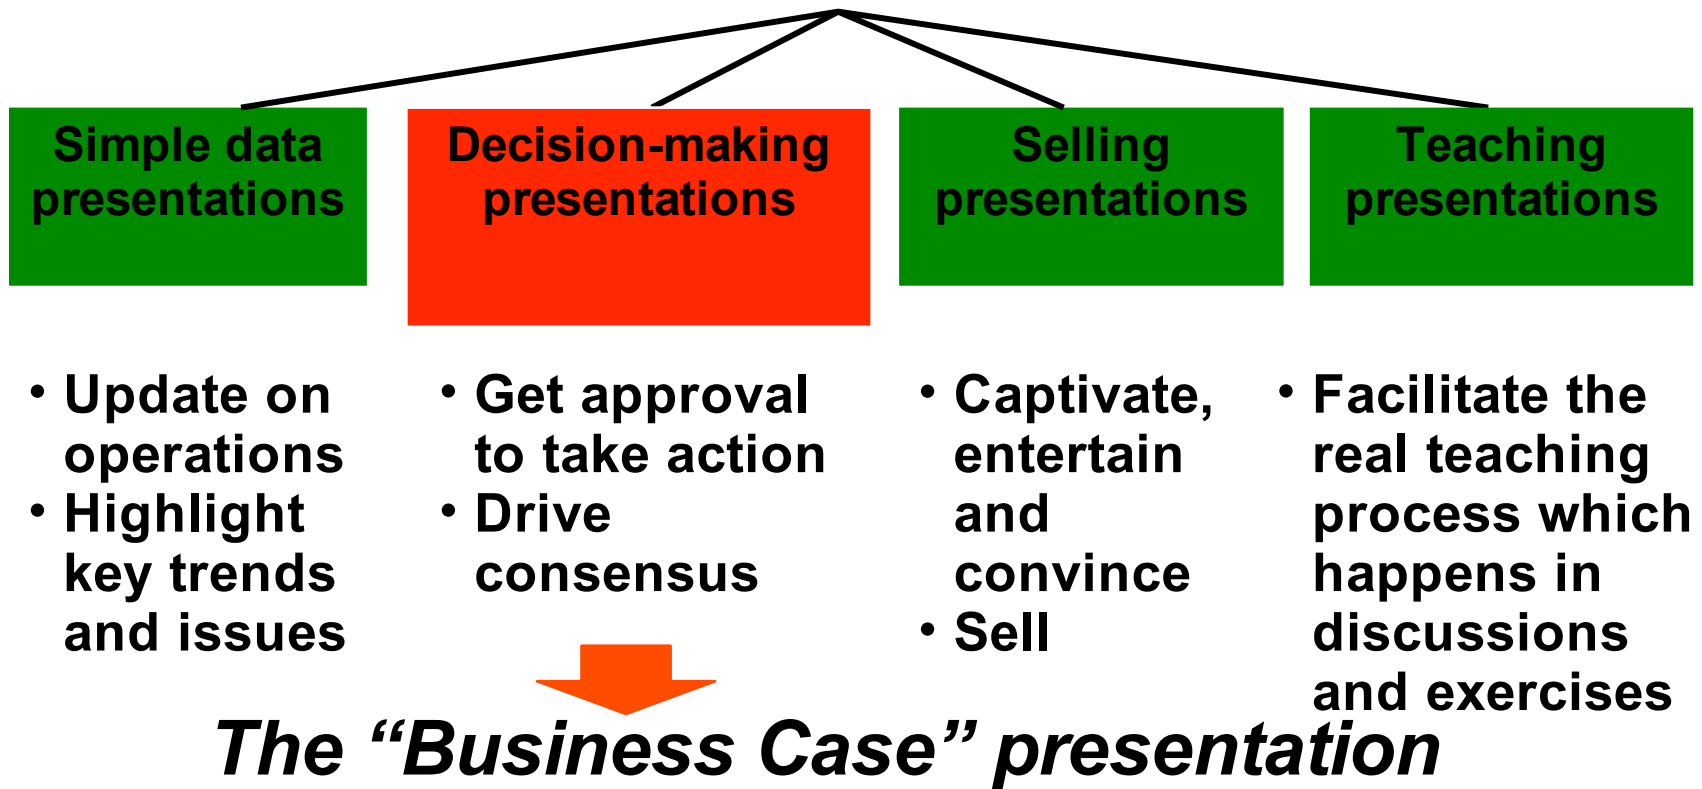 Simple data
presentations
Decision-making
presentations
Selling
presentations
Teaching
presentations
• Update on
operations
• Highlight
key trends
and issues
• Get approval
to take action
• Drive
consensus
• Captivate,
entertain
and
convince
• Sell
• Facilitate the
real teaching
process which
happens in
discussions
and exercises
The “Business Case” presentation